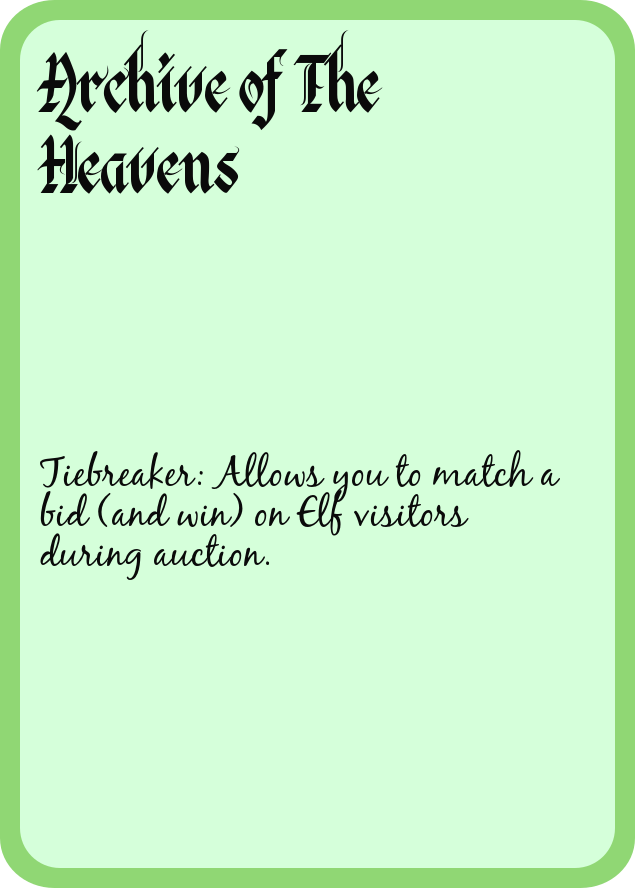 Archive of The
Heavens
Tiebreaker: Allows you to match a
bid (and win) on Elf visitors
during auction.